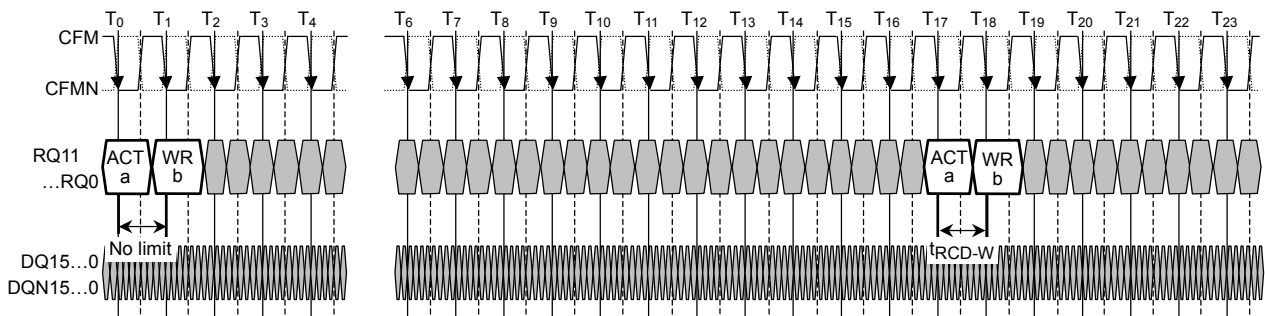 T0 T1 T2 T3 T4 T6 T7 T8 T9 T10 T11 T12 T13 T14 T15 T16 T17 T18 T19 T20 T21 T22 T23
CFM
CFMN
RQ11 ACT WR ACT WR
…RQ0 a b a b
No limit tRCD-W
DQ15…0
DQN15…0